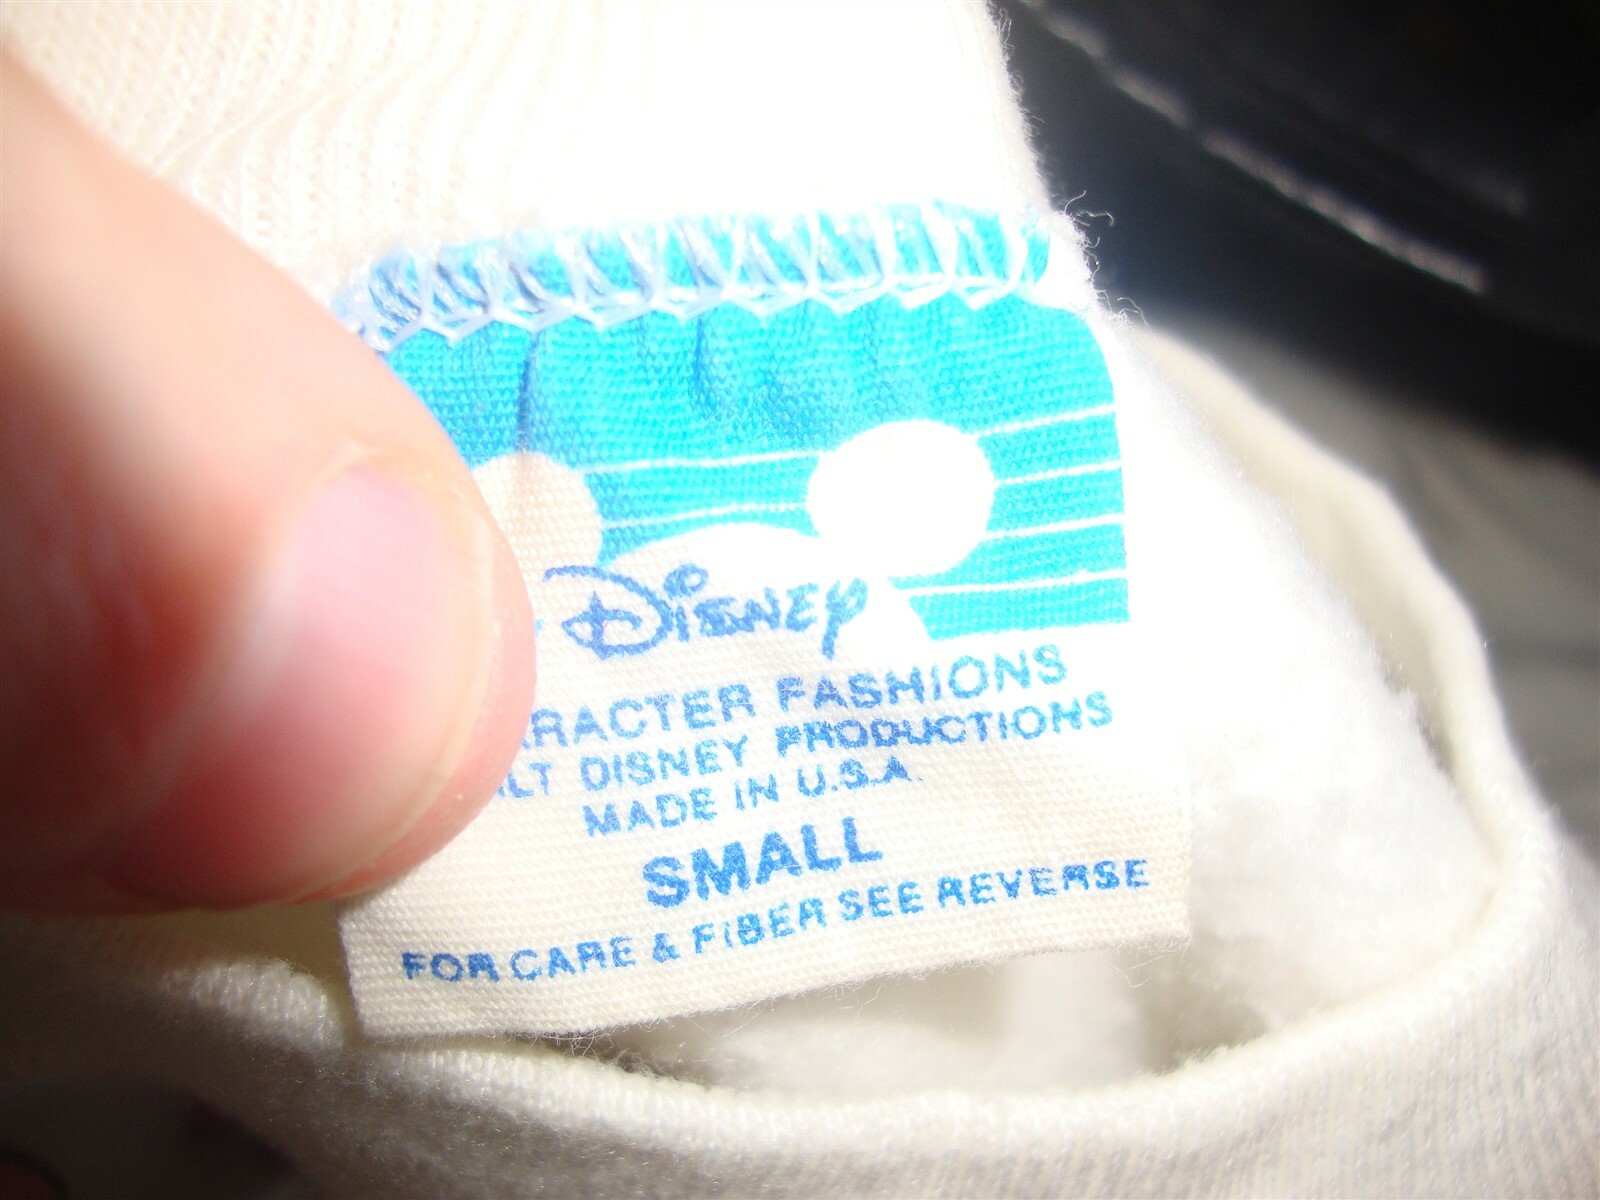 DISNEY
RACTER FASHIONS
LT DISNEY PRODUCTIONS
MADE IN U.S.A.
SMALL
FOR CARE & FIBER SEE REVERSE